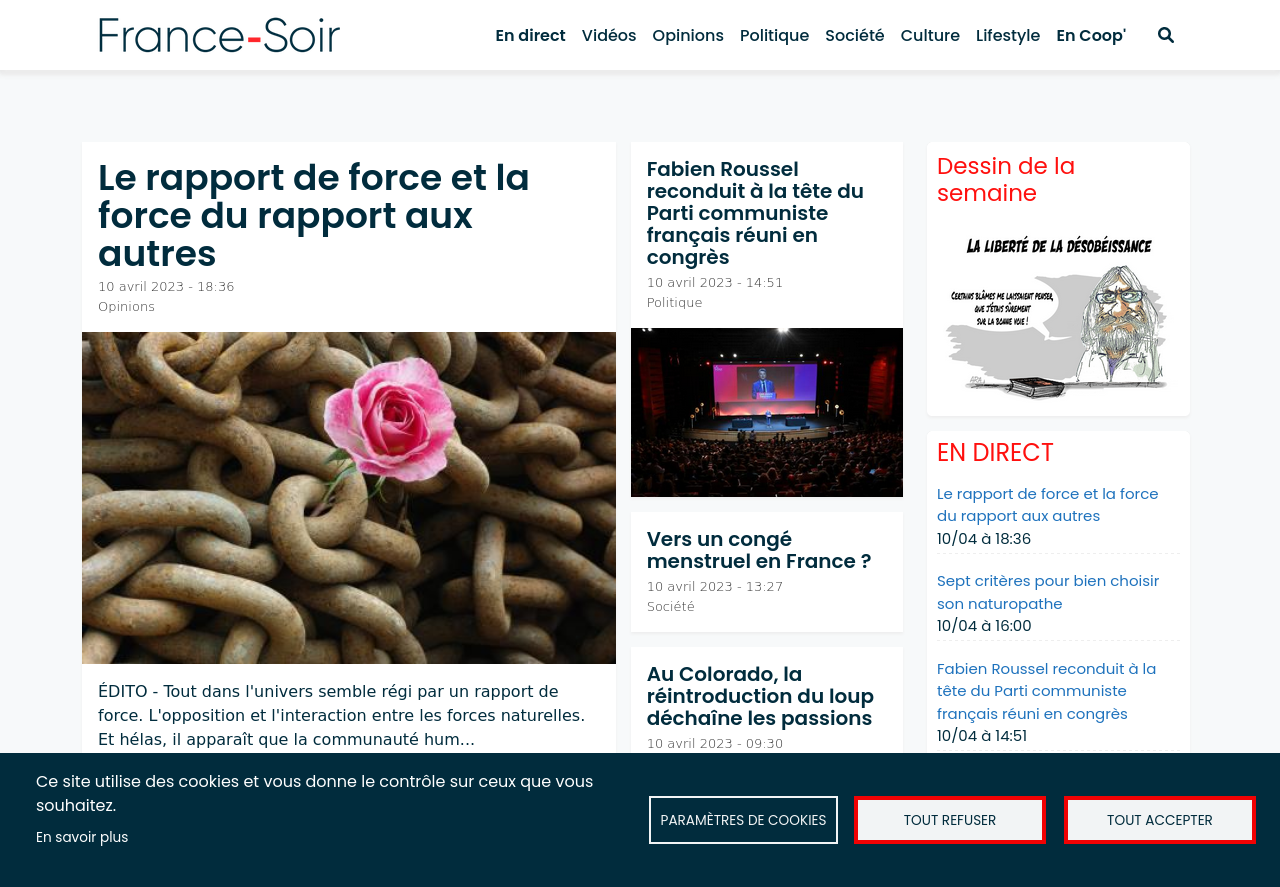 France-Soir
En direct Vidéos Opinions Politique Société Culture Lifestyle En Coop'
Le rapport de force et la
force du rapport aux
autres
10 avril 2023 - 18:36
Opinions
ÉDITO - Tout dans l'univers semble régi par un rapport de
force. L'opposition et l'interaction entre les forces naturelles.
Et hélas, il apparaît que la communauté hum...
Fabien Roussel
reconduit à la tête du
Parti communiste
français réuni en
congrès
10 avril 2023 - 14:51
Politique
Vers un congé
menstruel en France ?
10 avril 2023 - 13:27
Société
Au Colorado, la
réintroduction du loup
déchaîne les passions
10 avril 2023 - 09:30
Dessin de la
semaine
LA LIBERTÉ DE LA DÉSOBÉISSANCE
CERTAINS BLÂMES ME LAISSAIENT PENSER,
QUE J'ÉTAIS SÛREMENT
SUR LA BONNE VOIE !
EN DIRECT
Le rapport de force et la force
du rapport aux autres
10/04 à 18:36
Sept critères pour bien choisir
son naturopathe
10/04 à 16:00
Fabien Roussel reconduit à la
tête du Parti communiste
français réuni en congrès
10/04 à 14:51
Ce site utilise des cookies et vous donne le contrôle sur ceux que vous
souhaitez.
En savoir plus
PARAMÈTRES DE COOKIES
TOUT REFUSER
TOUT ACCEPTER